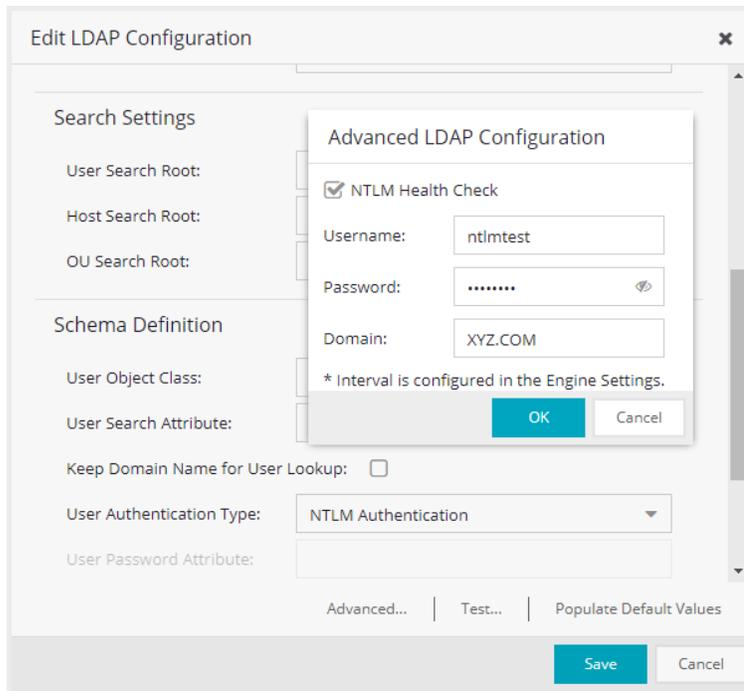 Edit LDAP Configuration
Search Settings
User Search Root:
Host Search Root:
OU Search Root:
Schema Definition
User Object Class:
User Search Attribute:
Keep Domain Name for User Lookup:
User Authentication Type:
NTLM Authentication
User Password Attribute:
Advanced LDAP Configuration
NTLM Health Check
Username:
ntlmtest
Password:
••••••••
Domain:
XYZ.COM
* Interval is configured in the Engine Settings.
OK
Cancel
Advanced...
Test...
Populate Default Values
Save
Cancel